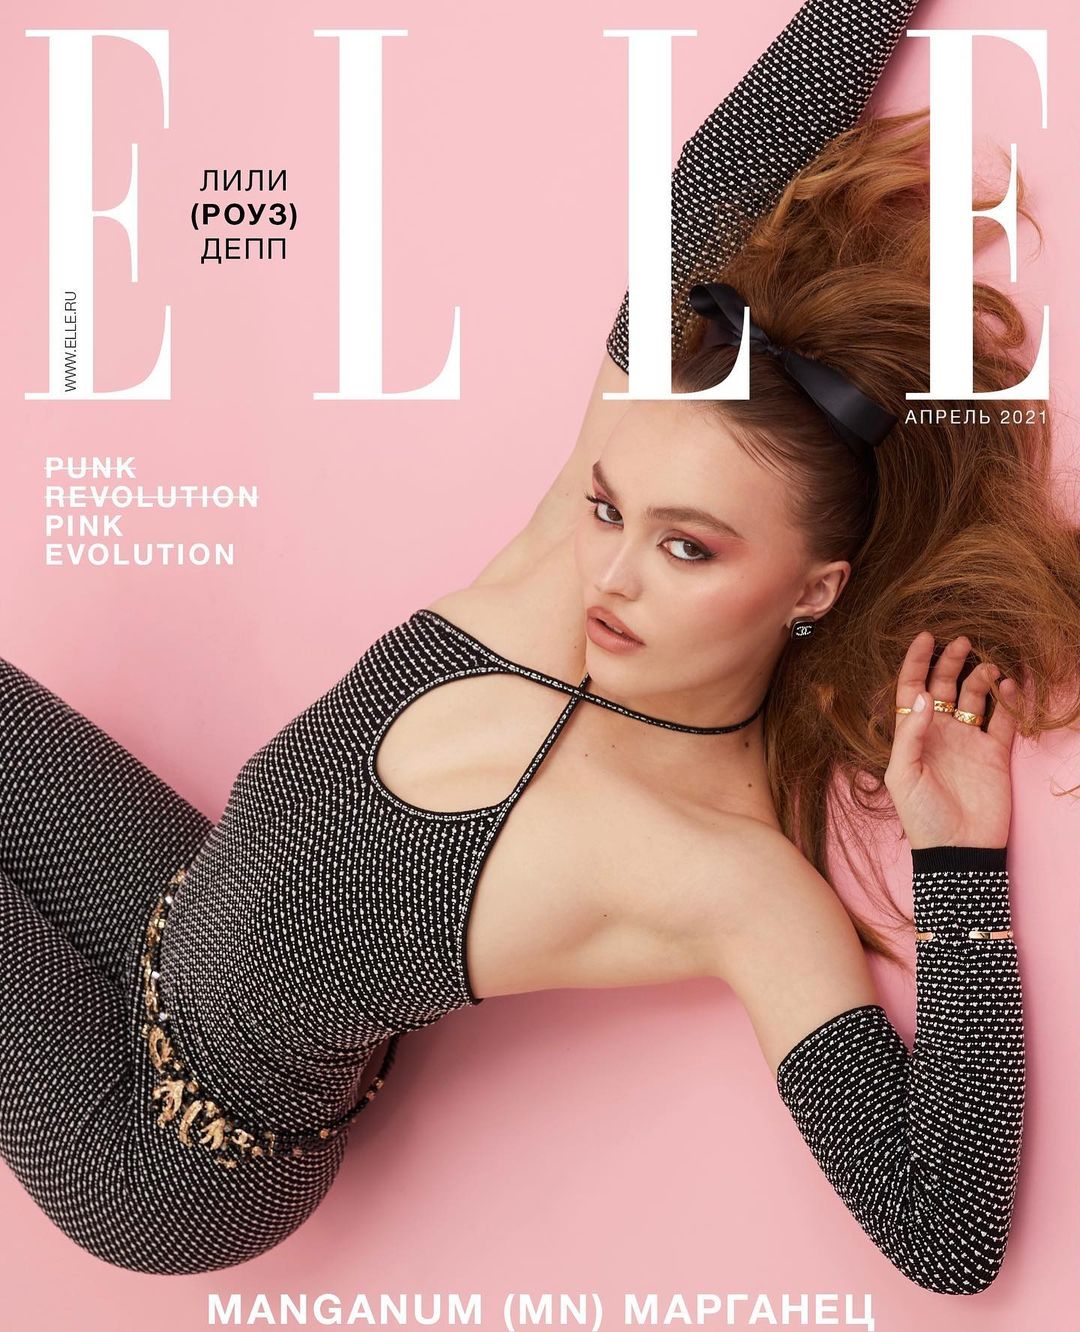 ELLE
ЛИЛИ
(РОУЗ)
ДЕПП
WWW.ELLE.RU
АПРЕЛЬ 2021
PUNK
REVOLUTION
PINK
EVOLUTION
MANGANUM (MN) МАРГАНЕЦ